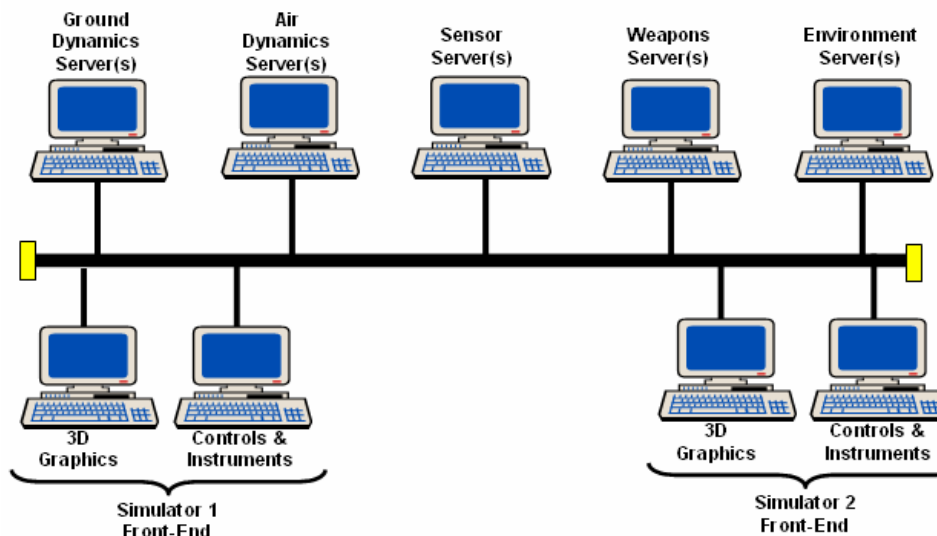 Ground
Dynamics
Server(s)
Air
Dynamics
Server(s)
Sensor
Server(s)
Weapons
Server(s)
Environment
Server(s)
3D
Graphics
Controls &
Instruments
Simulator 1
Front-End
3D
Graphics
Controls &
Instruments
Simulator 2
Front-End